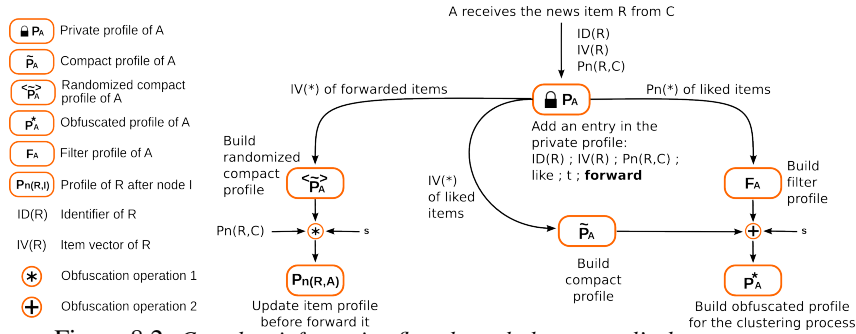 P_A Private profile of A
P̃_A Compact profile of A
<P̃_A> Randomized compact
profile of A
P*_A Obfuscated profile of A
F_A Filter profile of A
Pn(R,I) Profile of R after node I
ID(R) Identifier of R
IV(R) Item vector of R
* Obfuscation operation 1
+ Obfuscation operation 2
A receives the news item R from C
ID(R)
IV(R)
Pn(R,C)
IV(*) of forwarded items
P_A
Pn(*) of liked items
Add an entry in the
private profile:
ID(R) ; IV(R) ; Pn(R,C) ;
like ; t ; forward
Build
randomized
compact
profile
<P̃_A>
Pn(R,C)
*
s
Pn(R,A)
Update item profile
before forward it
IV(*)
of liked
items
P̃_A
Build
compact
profile
F_A
Build
filter
profile
+
s
P*_A
Build obfuscated profile
for the clustering process